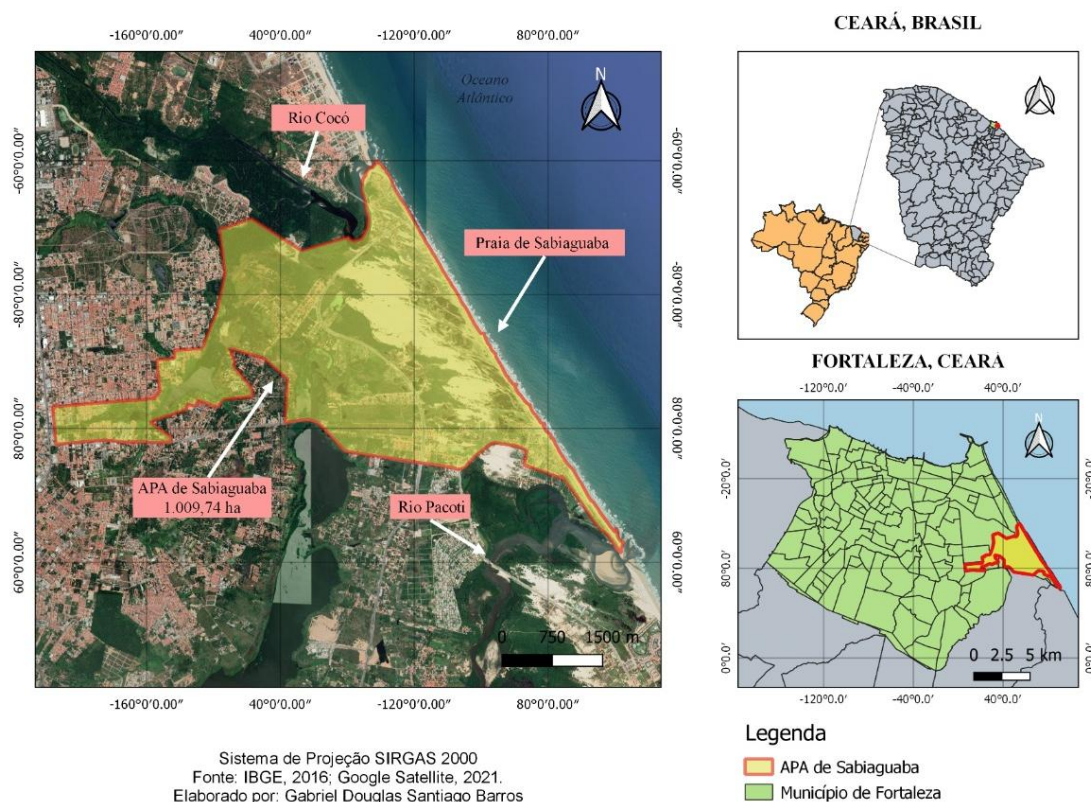 -160°0′0.00″ 40°0′0.00″ -120°0′0.00″ 80°0′0.00″
Oceano
Atlântico
N
Rio Cocó
Praia de Sabiaguaba
APA de Sabiaguaba
1.009,74 ha
Rio Pacoti
0 750 1500 m
-60°0′0.00″ -80°0′0.00″ 80°0′0.00″ 60°0′0.00″
-60°0′0.00″ -80°0′0.00″ 80°0′0.00″ 60°0′0.00″
-160°0′0.00″ 40°0′0.00″ -120°0′0.00″ 80°0′0.00″
Sistema de Projeção SIRGAS 2000
Fonte: IBGE, 2016; Google Satellite, 2021.
Elaborado por: Gabriel Douglas Santiago Barros
CEARÁ, BRASIL
N
FORTALEZA, CEARÁ
-120°0.0′ -40°0.0′ 40°0.0′
N
-20°0.0′ 80°0.0′ 0°0.0′
0 2.5 5 km
-120°0.0′ -40°0.0′ 40°0.0′
Legenda
APA de Sabiaguaba
Município de Fortaleza